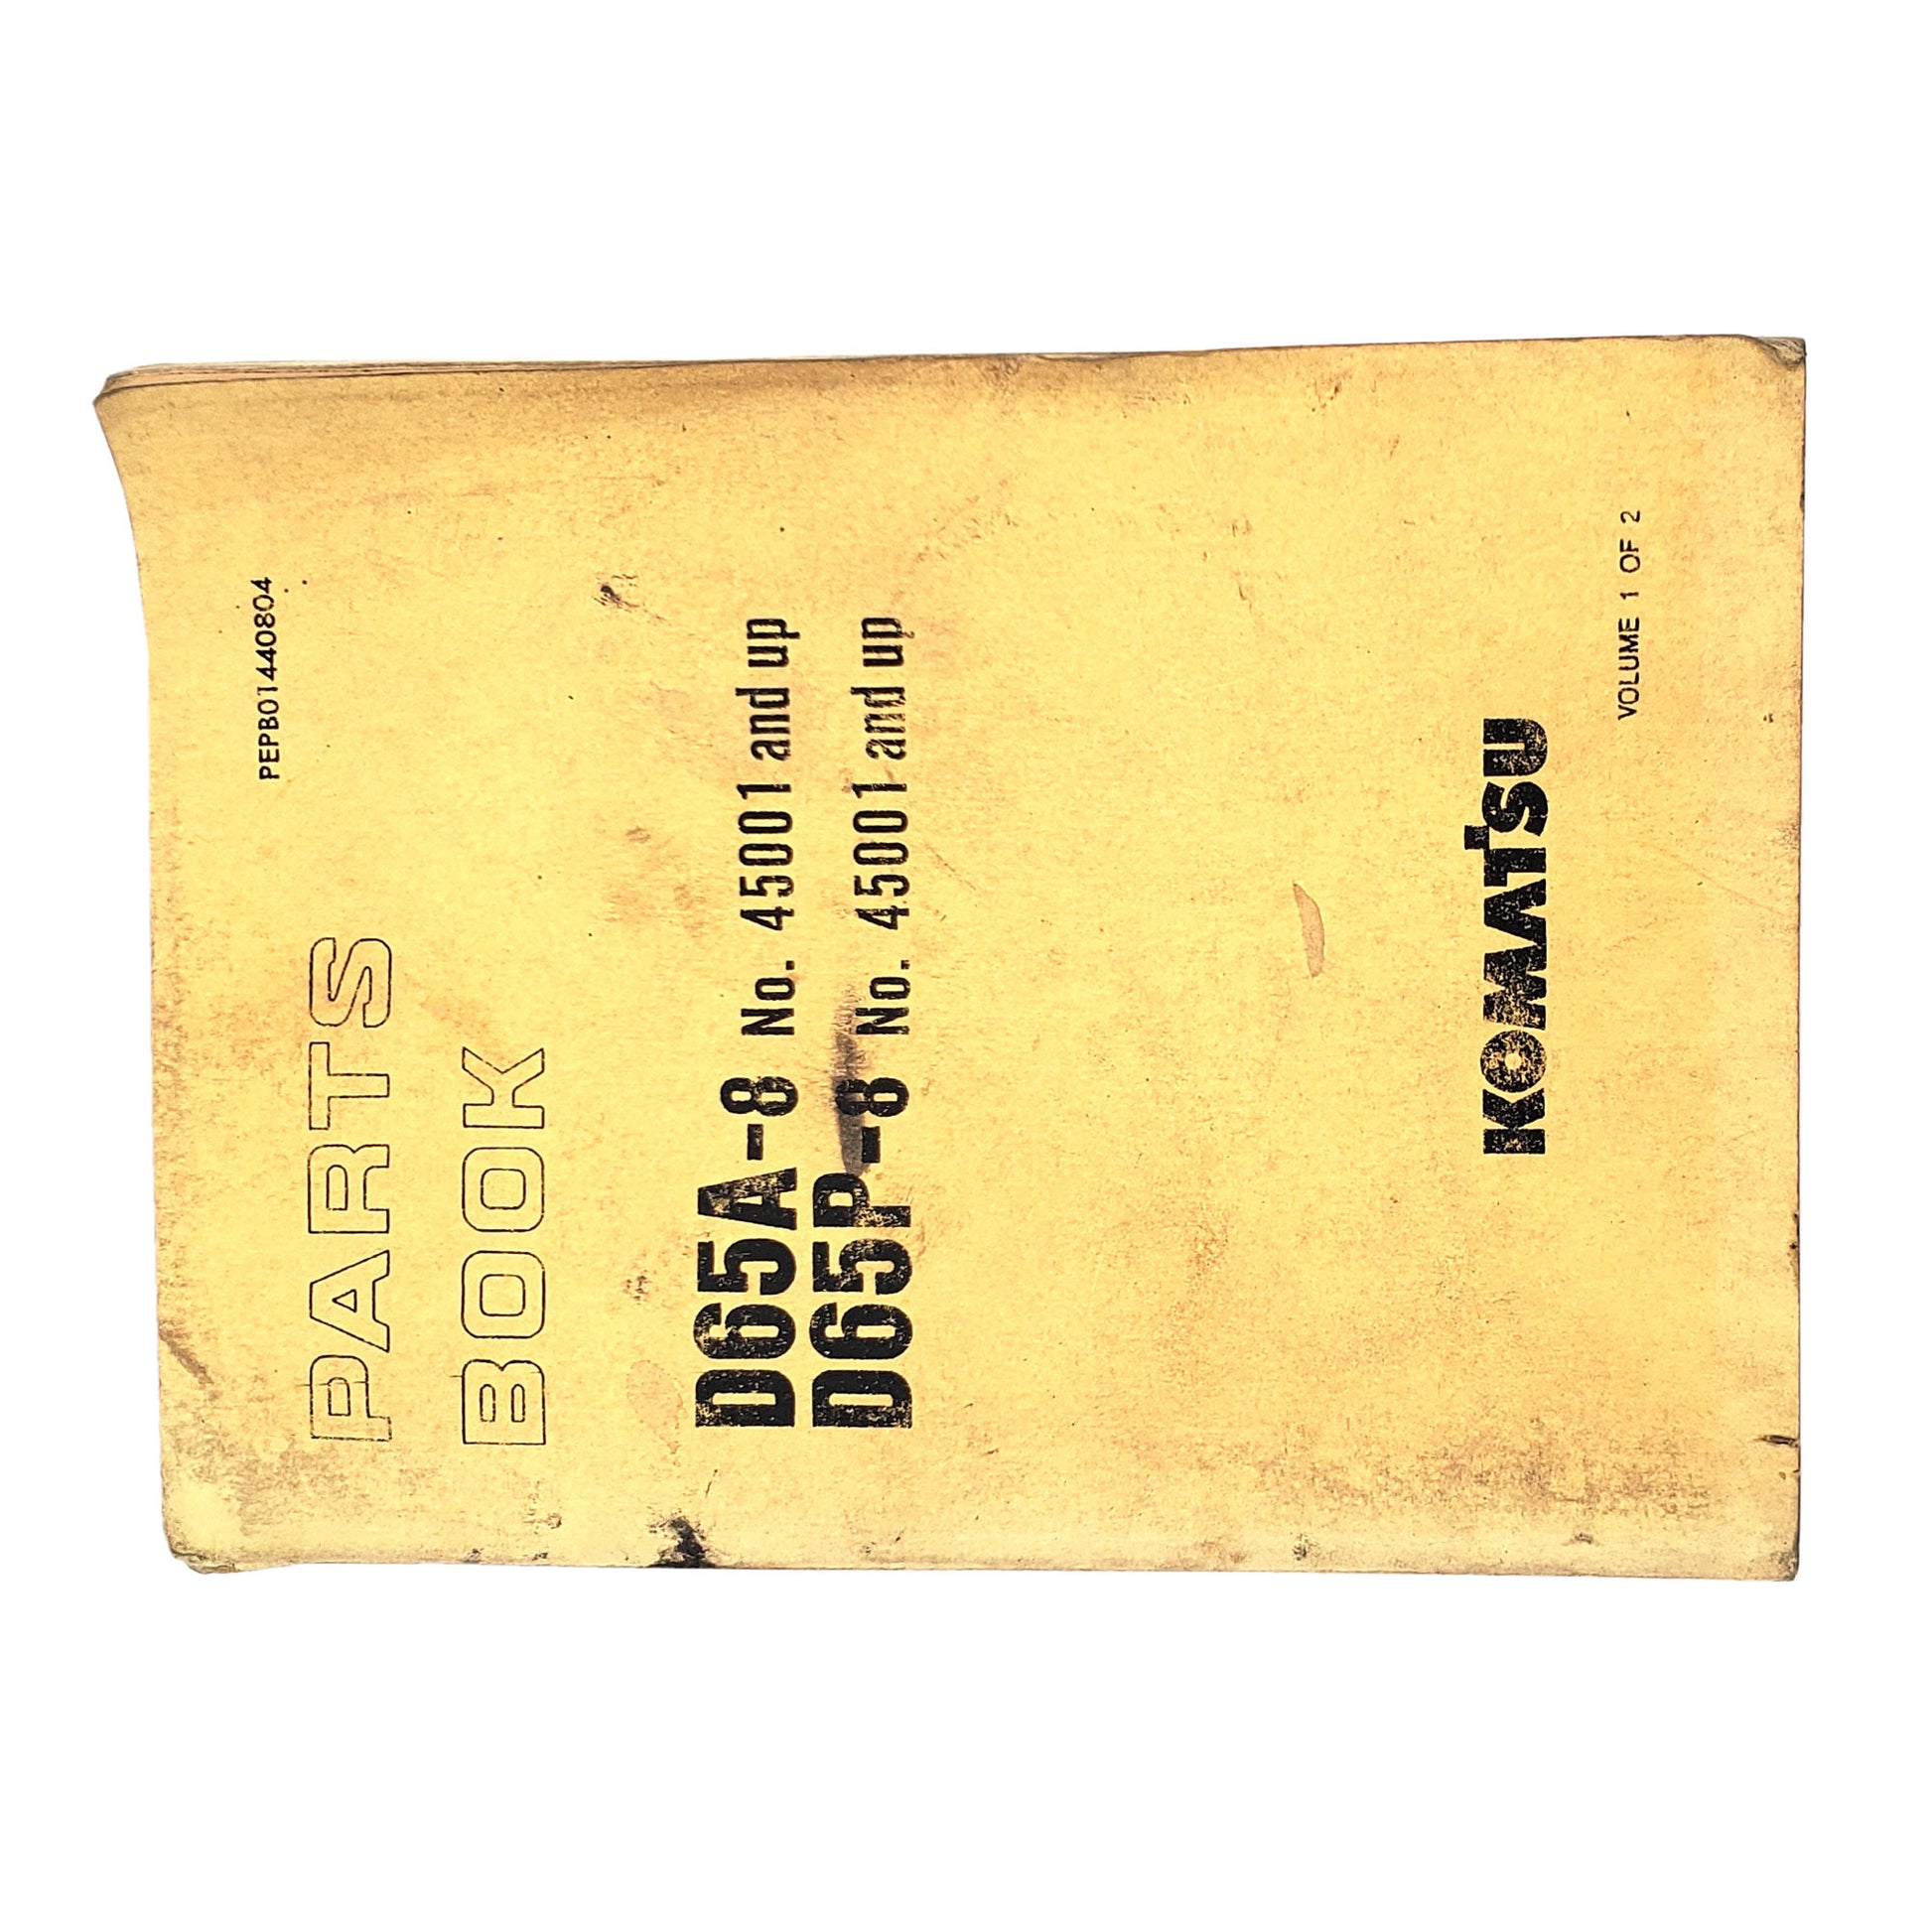 PEPB01440804
PARTS
BOOK
D65A-8 No. 45001 and up
D65P-8 No. 45001 and up
KOMATSU
VOLUME 1 OF 2